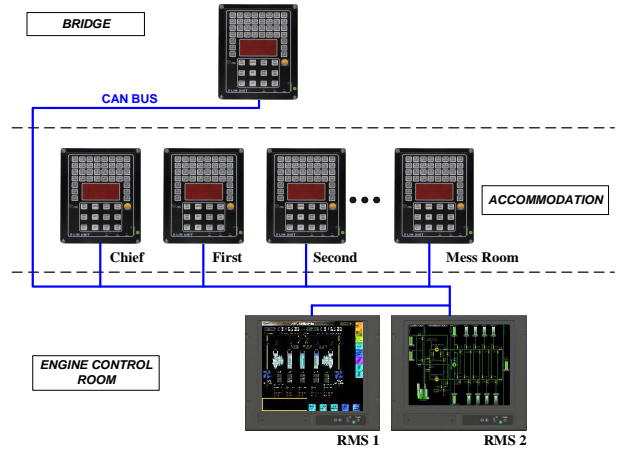 BRIDGE
CAN BUS
ACCOMMODATION
Chief
First
Second
Mess Room
ENGINE CONTROL
ROOM
RMS 1
RMS 2